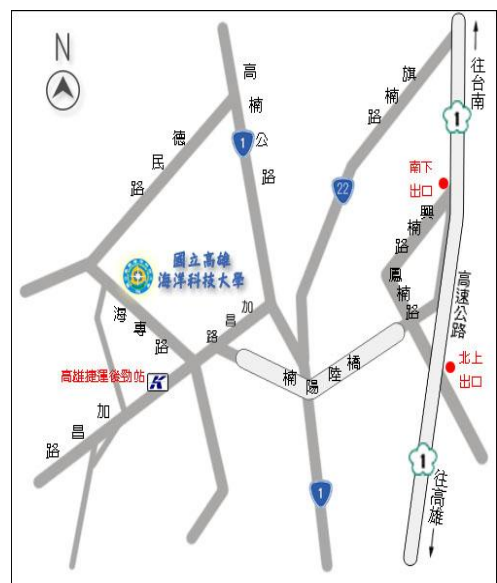 N
高楠公路
1
旗楠路
22
往台南
1
德民路
南下
出口
興楠路
國立高雄
海洋科技大學
鳳楠路
高速公路
海專路
加昌路
楠陽陸橋
北上
出口
高雄捷運後勁站
K
加昌路
1
1
往高雄